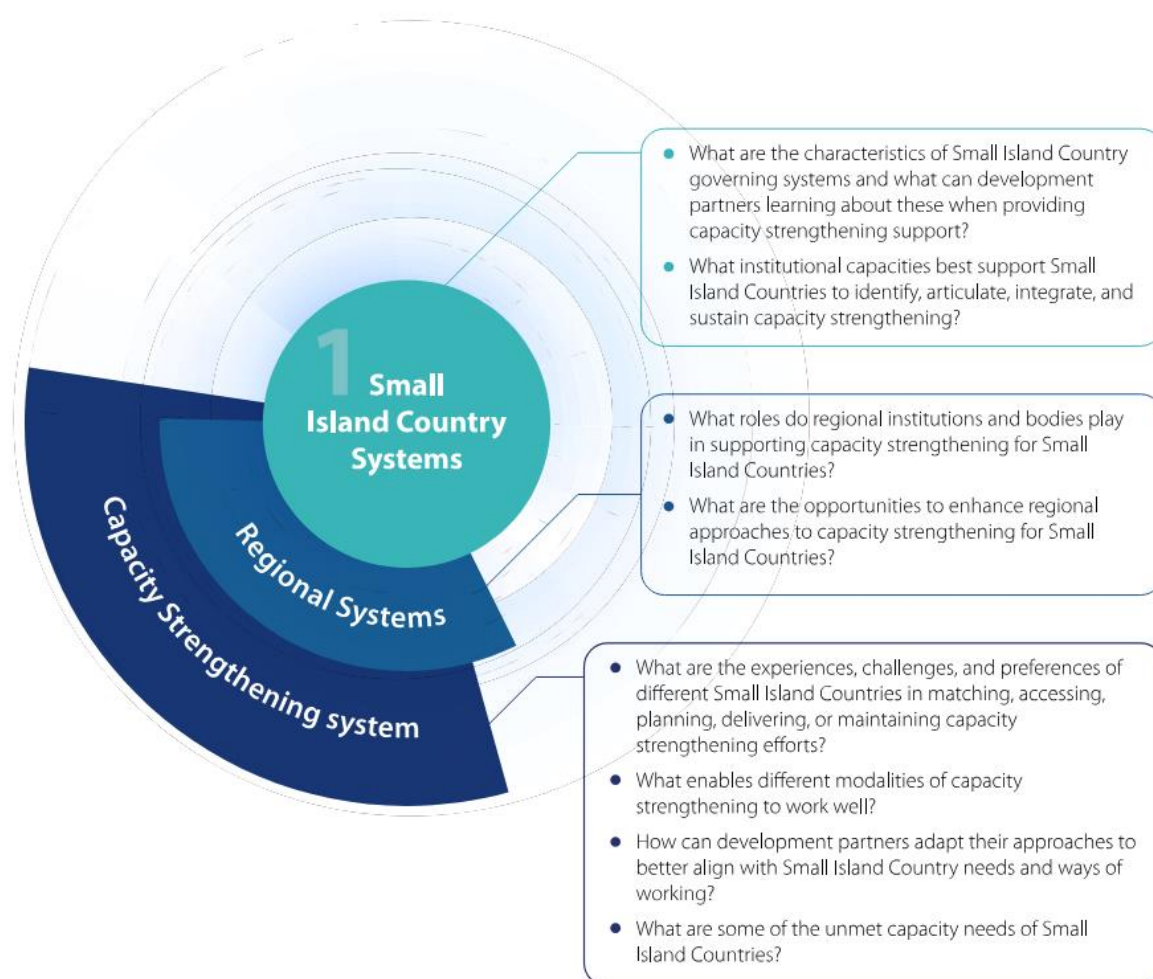 1
Small
Island Country
Systems
Regional Systems
Capacity Strengthening system
• What are the characteristics of Small Island Country
governing systems and what can development
partners learning about these when providing
capacity strengthening support?
• What institutional capacities best support Small
Island Countries to identify, articulate, integrate, and
sustain capacity strengthening?
• What roles do regional institutions and bodies play
in supporting capacity strengthening for Small
Island Countries?
• What are the opportunities to enhance regional
approaches to capacity strengthening for Small
Island Countries?
• What are the experiences, challenges, and preferences of
different Small Island Countries in matching, accessing,
planning, delivering, or maintaining capacity
strengthening efforts?
• What enables different modalities of capacity
strengthening to work well?
• How can development partners adapt their approaches to
better align with Small Island Country needs and ways of
working?
• What are some of the unmet capacity needs of Small
Island Countries?